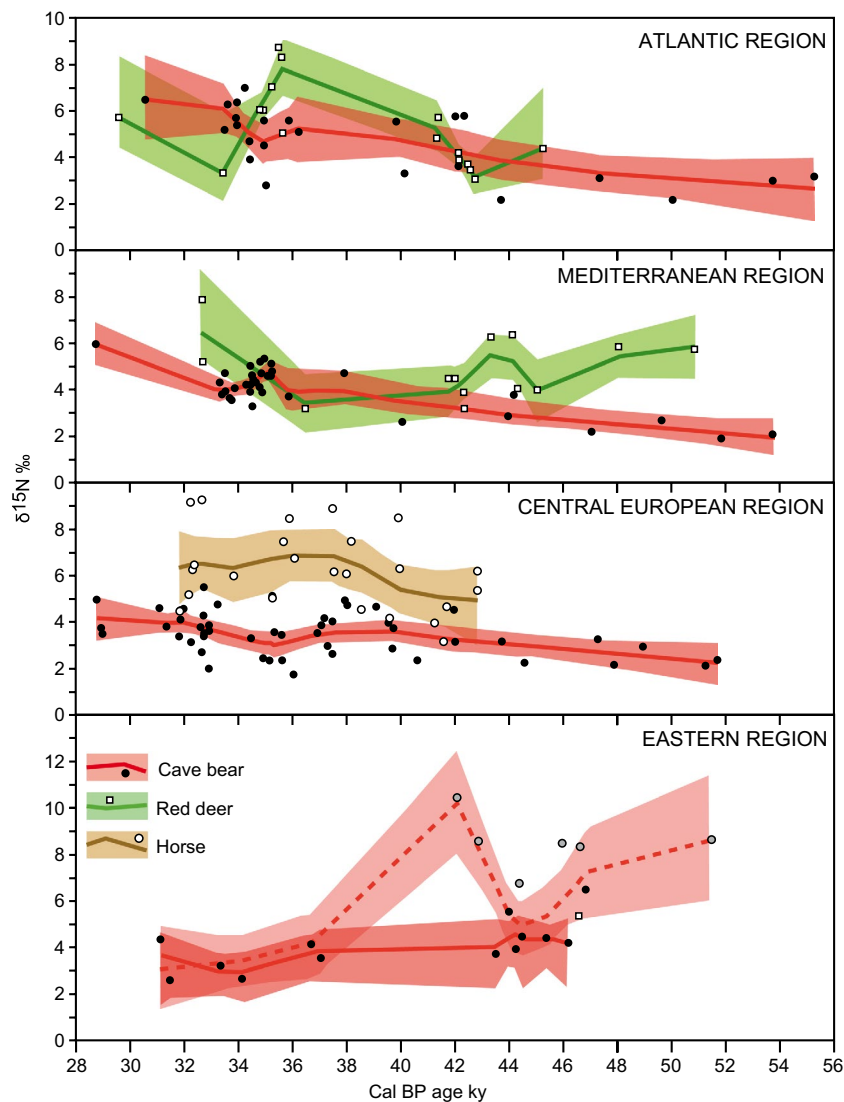 10
8
6
4
2
0
ATLANTIC REGION
8
6
4
2
0
MEDITERRANEAN REGION
8
6
4
2
0
CENTRAL EUROPEAN REGION
12
10
8
6
4
2
0
EASTERN REGION
Cave bear
Red deer
Horse
δ¹⁵N ‰
28 30 32 34 36 38 40 42 44 46 48 50 52 54 56
Cal BP age ky